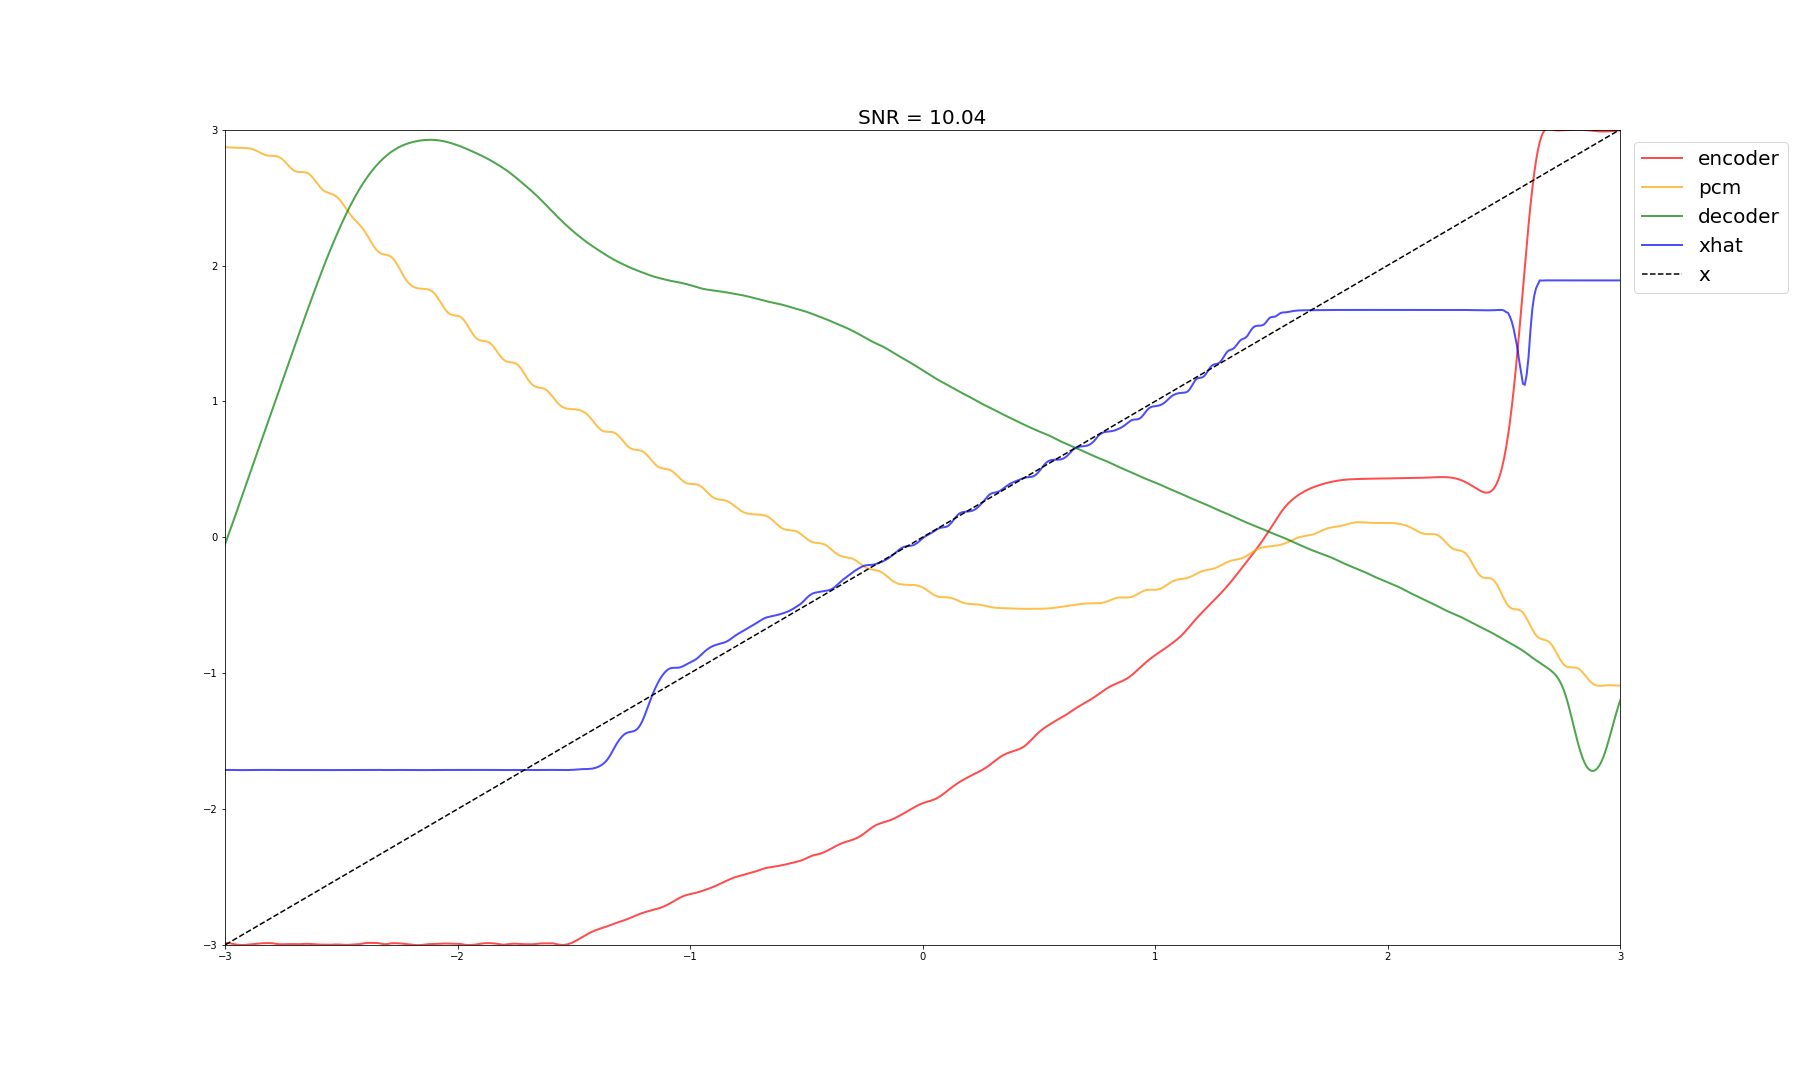 SNR = 10.04
encoder
pcm
decoder
xhat
x
3
2
1
0
−1
−2
−3
−3
−2
−1
0
1
2
3